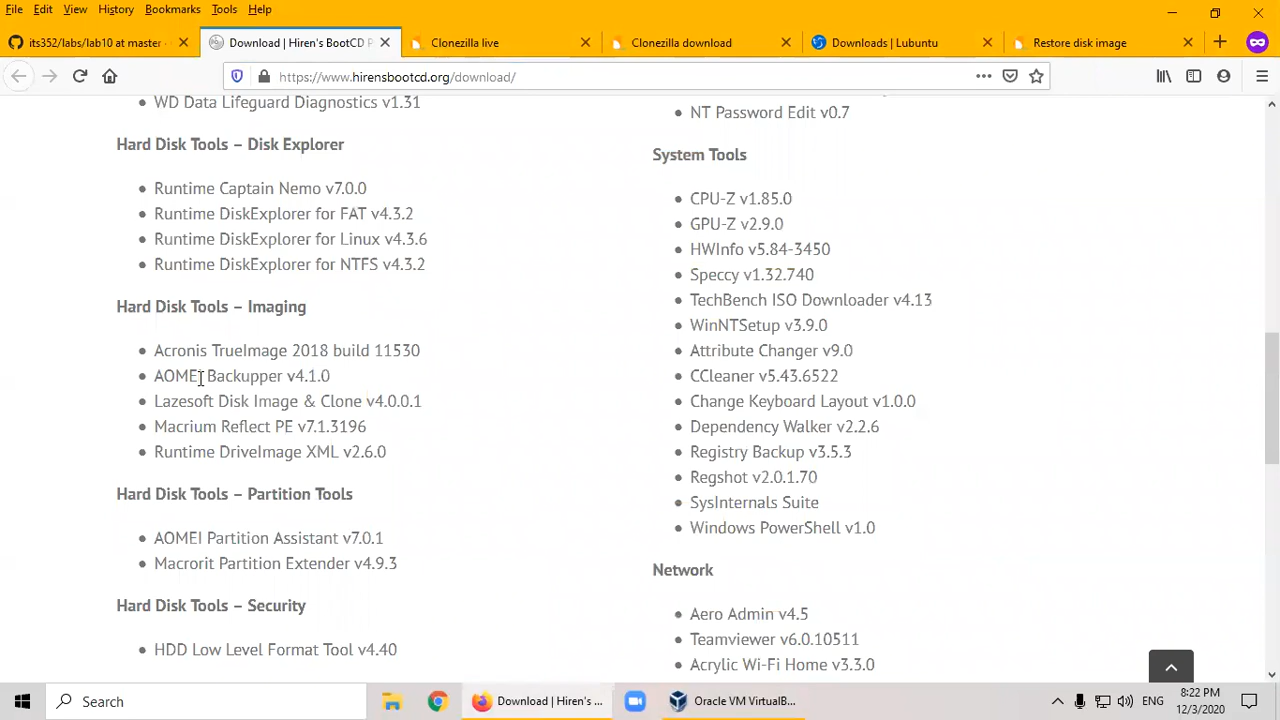 File Edit View History Bookmarks Tools Help
its352/labs/lab10 at master
Download | Hiren's BootCD P
Clonezilla live
Clonezilla download
Downloads | Lubuntu
Restore disk image
https://www.hirensbootcd.org/download/
WD Data Lifeguard Diagnostics v1.31
Hard Disk Tools – Disk Explorer
Runtime Captain Nemo v7.0.0
Runtime DiskExplorer for FAT v4.3.2
Runtime DiskExplorer for Linux v4.3.6
Runtime DiskExplorer for NTFS v4.3.2
Hard Disk Tools – Imaging
Acronis TrueImage 2018 build 11530
AOMEI Backupper v4.1.0
Lazesoft Disk Image & Clone v4.0.0.1
Macrium Reflect PE v7.1.3196
Runtime DriveImage XML v2.6.0
Hard Disk Tools – Partition Tools
AOMEI Partition Assistant v7.0.1
Macrorit Partition Extender v4.9.3
Hard Disk Tools – Security
HDD Low Level Format Tool v4.40
NT Password Edit v0.7
System Tools
CPU-Z v1.85.0
GPU-Z v2.9.0
HWInfo v5.84-3450
Speccy v1.32.740
TechBench ISO Downloader v4.13
WinNTSetup v3.9.0
Attribute Changer v9.0
CCleaner v5.43.6522
Change Keyboard Layout v1.0.0
Dependency Walker v2.2.6
Registry Backup v3.5.3
Regshot v2.0.1.70
SysInternals Suite
Windows PowerShell v1.0
Network
Aero Admin v4.5
Teamviewer v6.0.10511
Acrylic Wi-Fi Home v3.3.0
Search
Download | Hiren's ...
Oracle VM VirtualB...
ENG
8:22 PM
12/3/2020